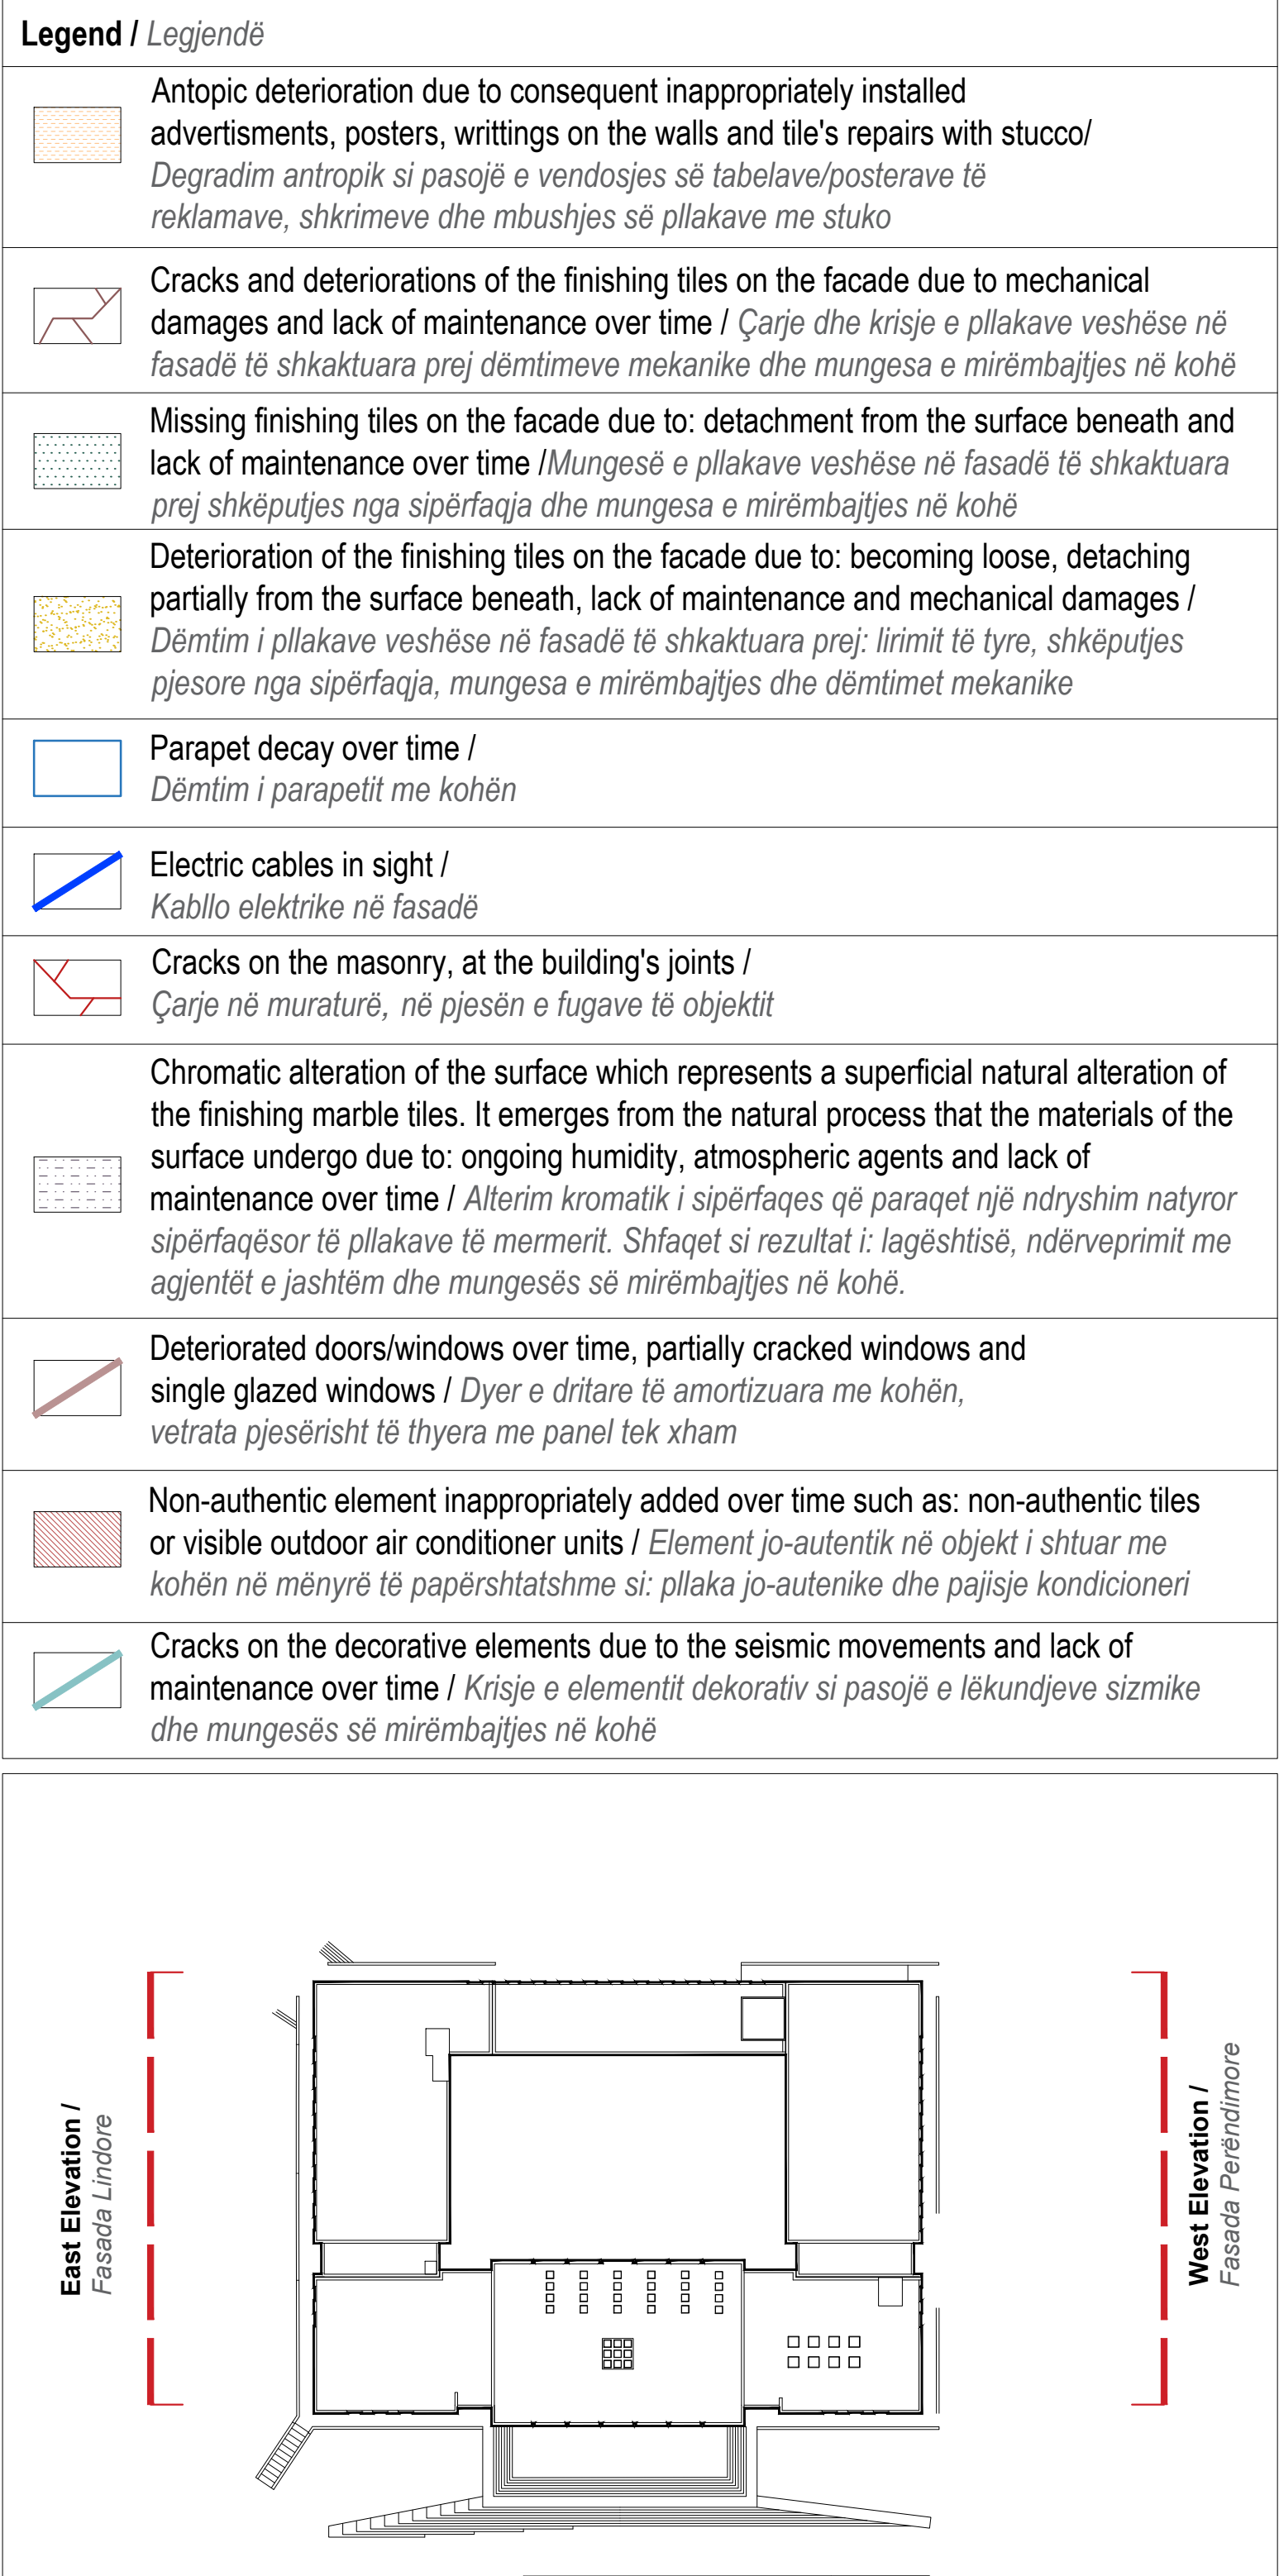 Legend / Legjendë
Antopic deterioration due to consequent inappropriately installed
advertisments, posters, writtings on the walls and tile's repairs with stucco/
Degradim antropik si pasojë e vendosjes së tabelave/posterave të
reklamave, shkrimeve dhe mbushjes së pllakave me stuko
Cracks and deteriorations of the finishing tiles on the facade due to mechanical
damages and lack of maintenance over time / Çarje dhe krisje e pllakave veshëse në
fasadë të shkaktuara prej dëmtimeve mekanike dhe mungesa e mirëmbajtjes në kohë
Missing finishing tiles on the facade due to: detachment from the surface beneath and
lack of maintenance over time /Mungesë e pllakave veshëse në fasadë të shkaktuara
prej shkëputjes nga sipërfaqja dhe mungesa e mirëmbajtjes në kohë
Deterioration of the finishing tiles on the facade due to: becoming loose, detaching
partially from the surface beneath, lack of maintenance and mechanical damages /
Dëmtim i pllakave veshëse në fasadë të shkaktuara prej: lirimit të tyre, shkëputjes
pjesore nga sipërfaqja, mungesa e mirëmbajtjes dhe dëmtimet mekanike
Parapet decay over time /
Dëmtim i parapetit me kohën
Electric cables in sight /
Kabllo elektrike në fasadë
Cracks on the masonry, at the building's joints /
Çarje në muraturë, në pjesën e fugave të objektit
Chromatic alteration of the surface which represents a superficial natural alteration of
the finishing marble tiles. It emerges from the natural process that the materials of the
surface undergo due to: ongoing humidity, atmospheric agents and lack of
maintenance over time / Alterim kromatik i sipërfaqes që paraqet një ndryshim natyror
sipërfaqësor të pllakave të mermerit. Shfaqet si rezultat i: lagështisë, ndërveprimit me
agjentët e jashtëm dhe mungesës së mirëmbajtjes në kohë.
Deteriorated doors/windows over time, partially cracked windows and
single glazed windows / Dyer e dritare të amortizuara me kohën,
vetrata pjesërisht të thyera me panel tek xham
Non-authentic element inappropriately added over time such as: non-authentic tiles
or visible outdoor air conditioner units / Element jo-autentik në objekt i shtuar me
kohën në mënyrë të papërshtatshme si: pllaka jo-autenike dhe pajisje kondicioneri
Cracks on the decorative elements due to the seismic movements and lack of
maintenance over time / Krisje e elementit dekorativ si pasojë e lëkundjeve sizmike
dhe mungesës së mirëmbajtjes në kohë
East Elevation /
Fasada Lindore
West Elevation /
Fasada Perëndimore